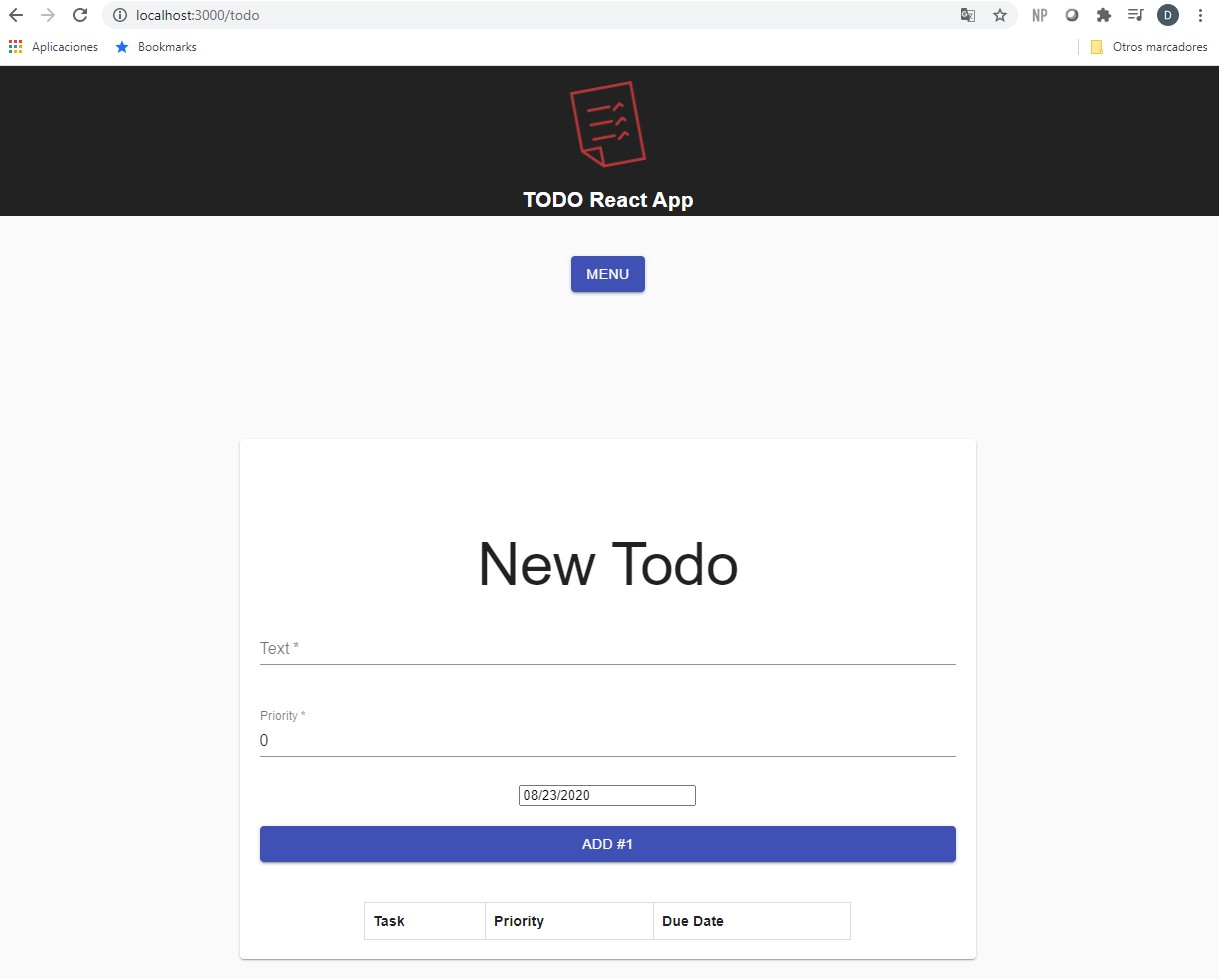 localhost:3000/todo
NP
D
Aplicaciones Bookmarks Otros marcadores
TODO React App
MENU
New Todo
Text *
Priority *
0
08/23/2020
ADD #1
Task Priority Due Date